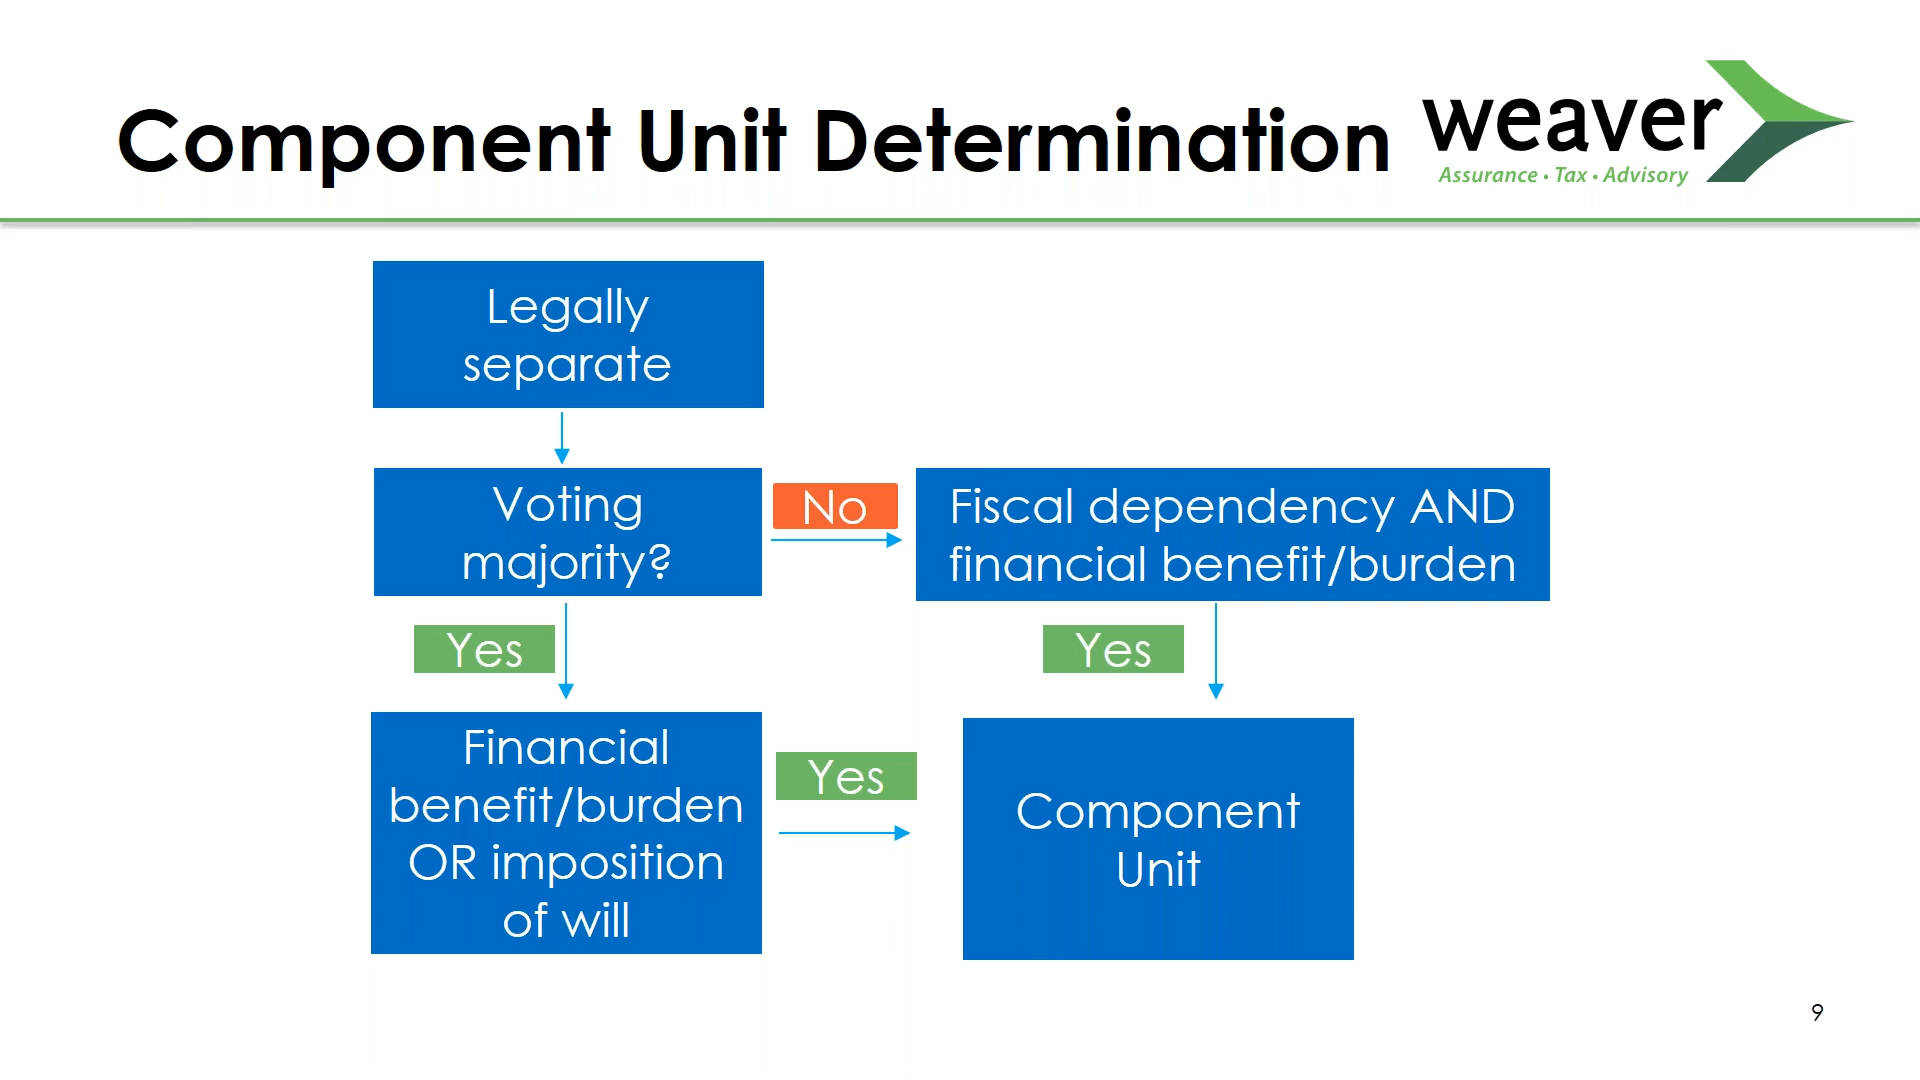 Component Unit Determination
weaver
Assurance • Tax • Advisory
Legally
separate
Voting
majority?
No
Fiscal dependency AND
financial benefit/burden
Yes
Yes
Financial
benefit/burden
OR imposition
of will
Yes
Component
Unit
9